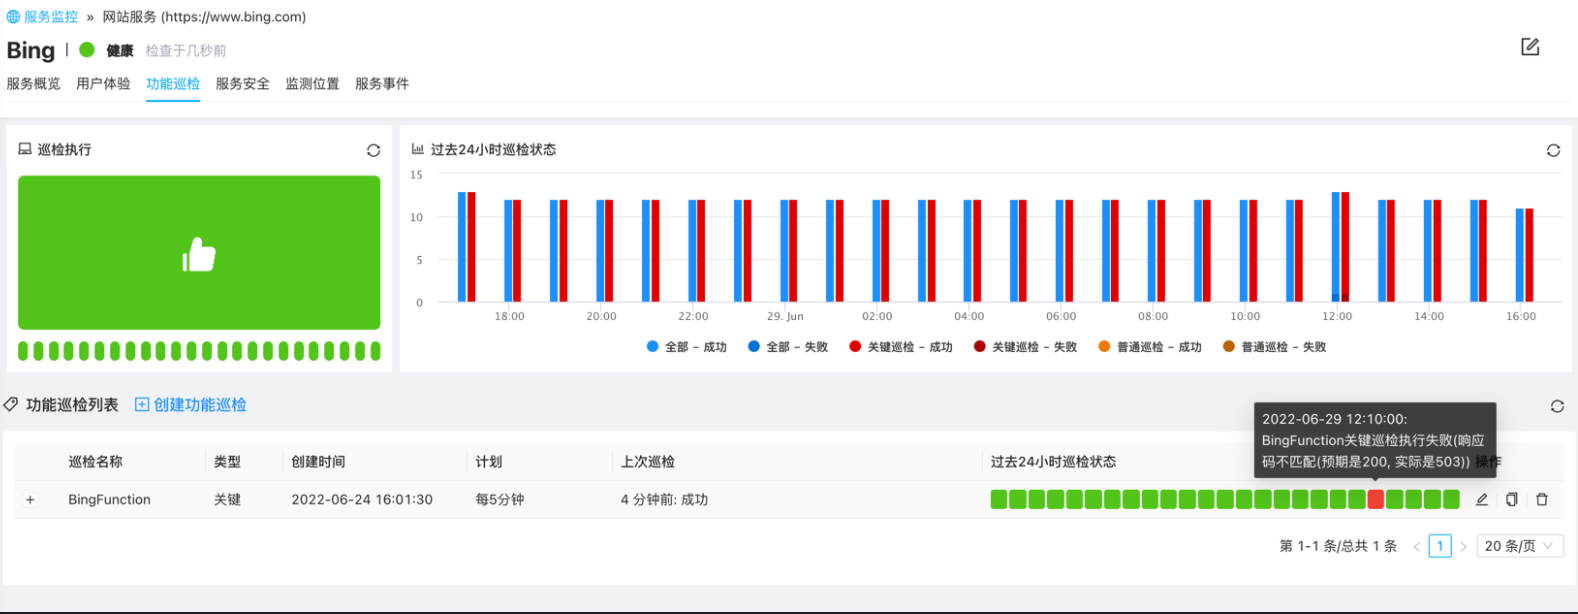 服务监控 » 网站服务 (https://www.bing.com)
Bing | 健康 检查于几秒前
服务概览 用户体验 功能巡检 服务安全 监测位置 服务事件
巡检执行
过去24小时巡检状态
15
10
5
0
18:00 20:00 22:00 29. Jun 02:00 04:00 06:00 08:00 10:00 12:00 14:00 16:00
全部 – 成功 全部 – 失败 关键巡检 – 成功 关键巡检 – 失败 普通巡检 – 成功 普通巡检 – 失败
功能巡检列表 创建功能巡检
2022-06-29 12:10:00:
BingFunction关键巡检执行失败(响应
码不匹配(预期是200, 实际是503))
巡检名称 类型 创建时间 计划 上次巡检 过去24小时巡检状态 操作
BingFunction 关键 2022-06-24 16:01:30 每5分钟 4 分钟前: 成功
第 1-1 条/总共 1 条 < 1 > 20 条/页